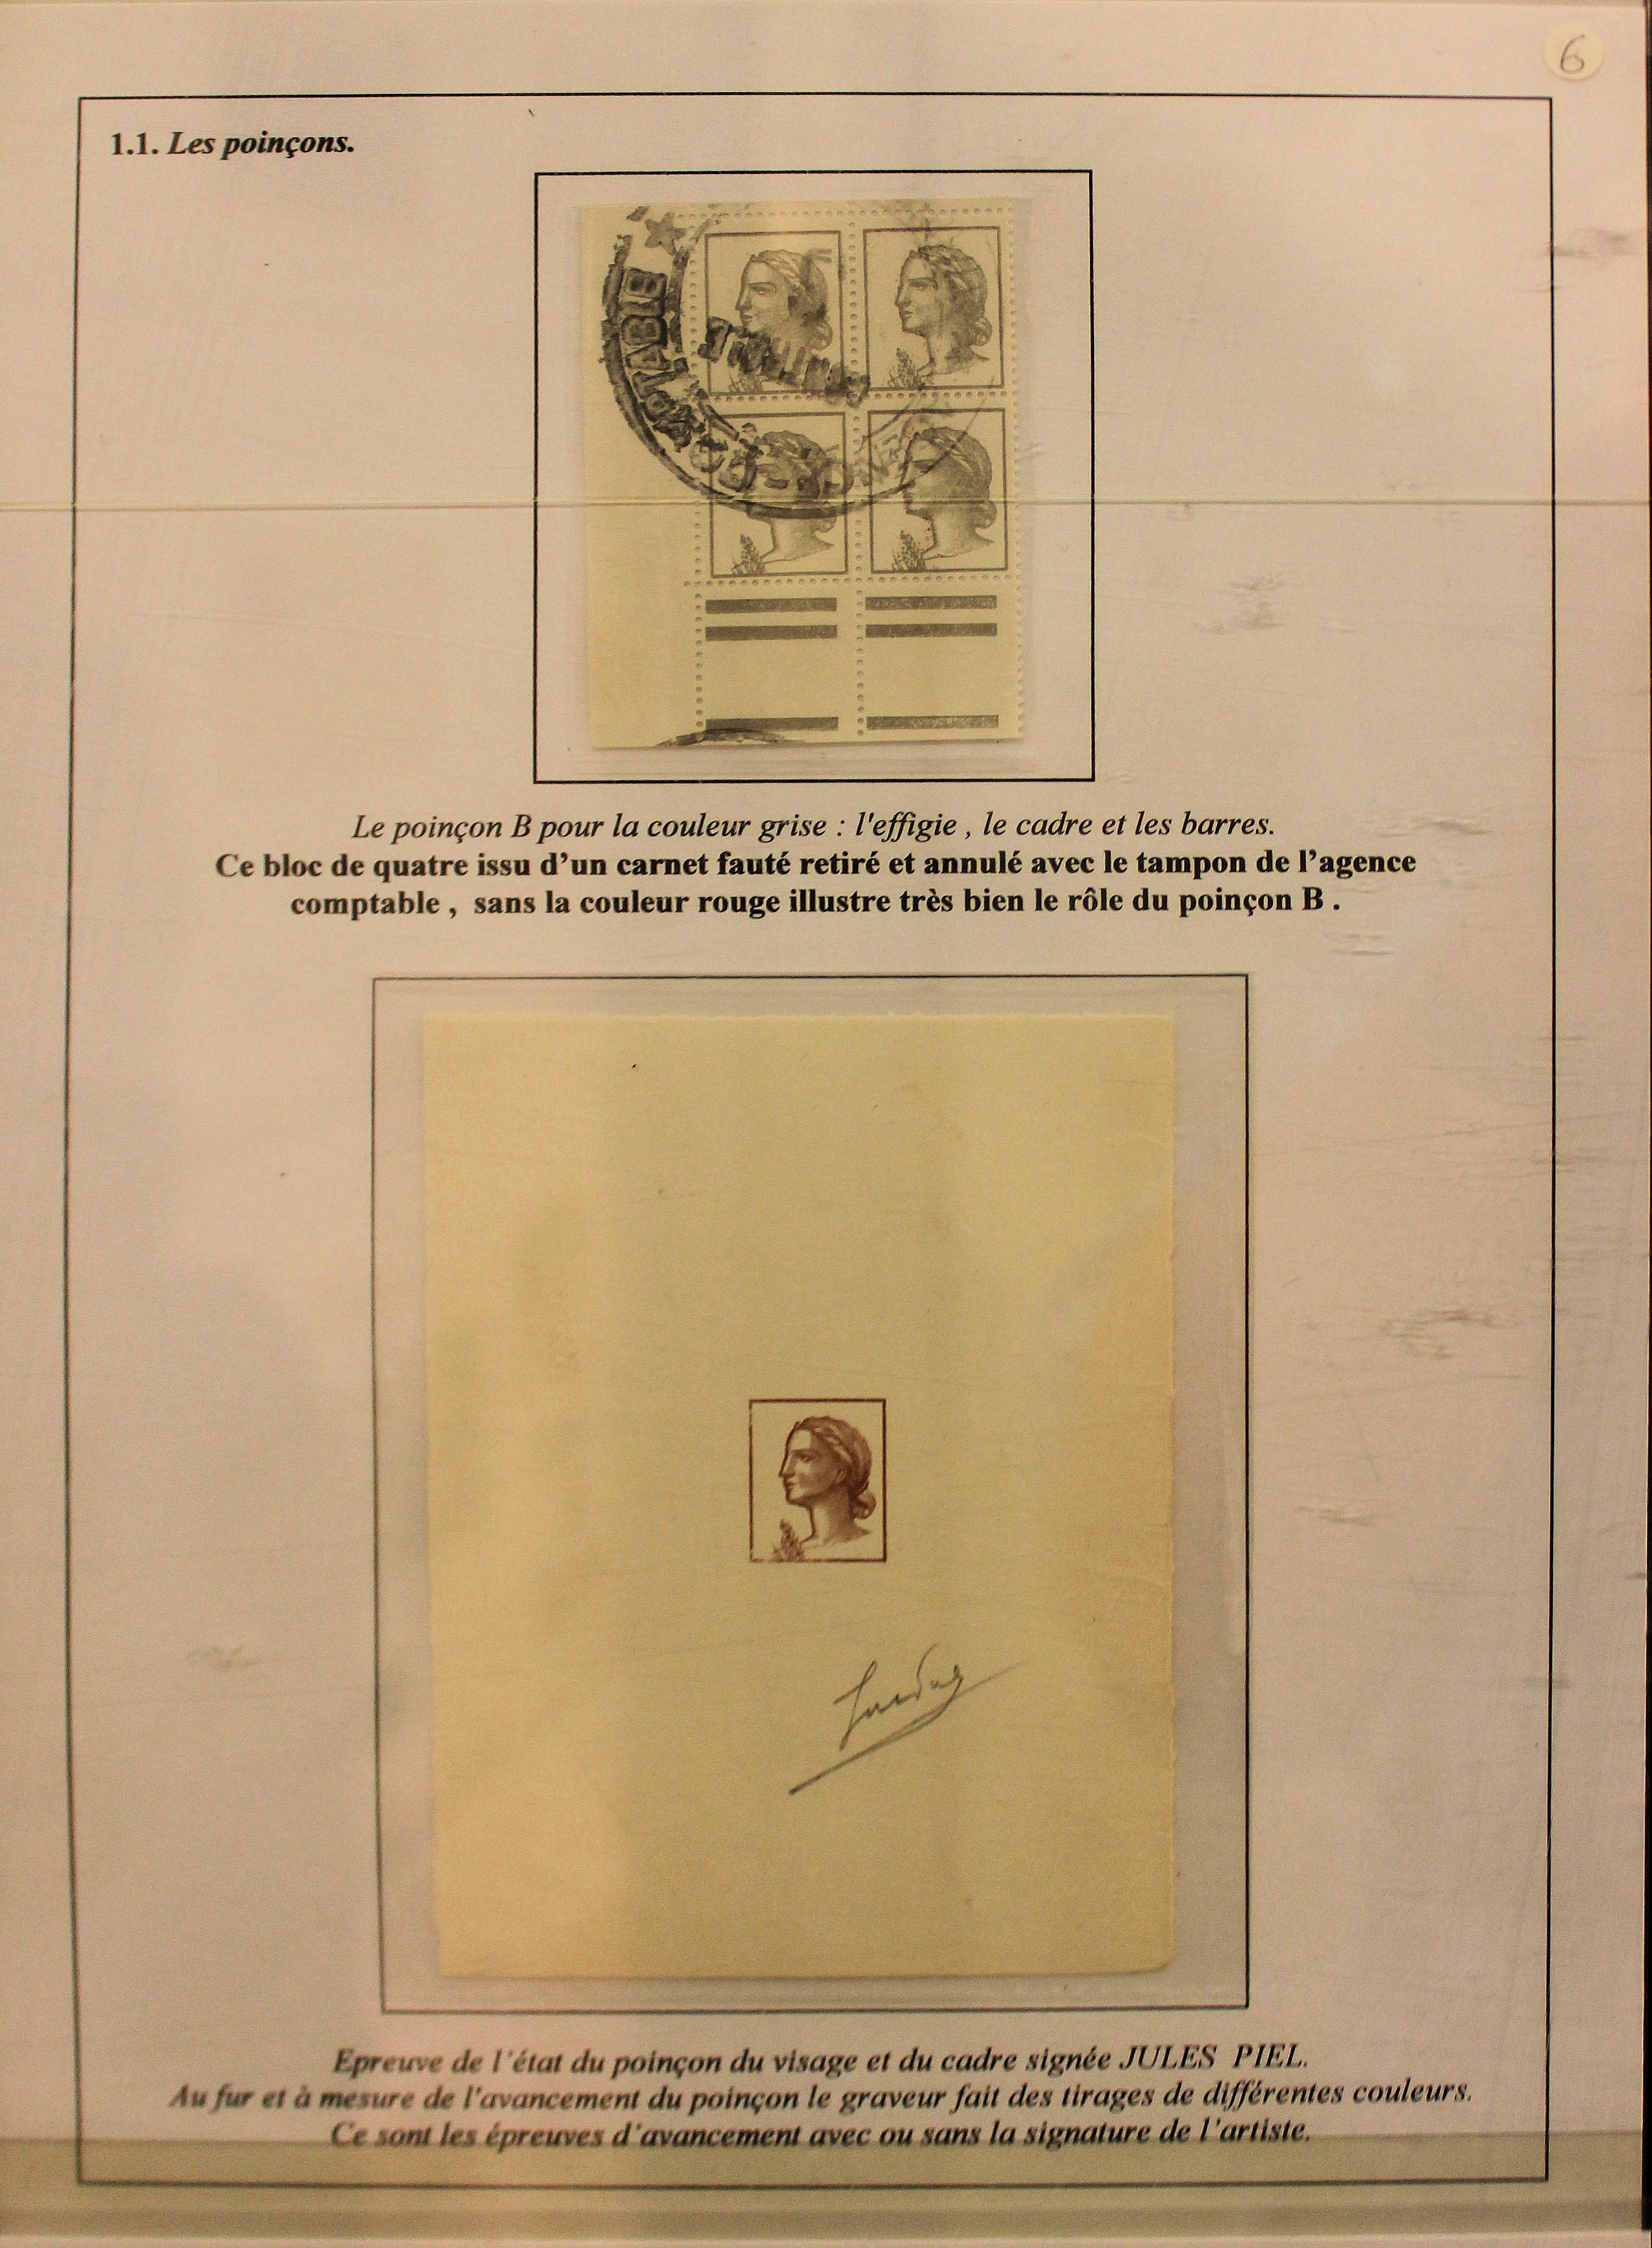 6
1.1. Les poinçons.
COMPTABLE
Le poinçon B pour la couleur grise : l'effigie , le cadre et les barres.
Ce bloc de quatre issu d’un carnet fauté retiré et annulé avec le tampon de l’agence
comptable , sans la couleur rouge illustre très bien le rôle du poinçon B .
Epreuve de l'état du poinçon du visage et du cadre signée JULES PIEL.
Au fur et à mesure de l'avancement du poinçon le graveur fait des tirages de différentes couleurs.
Ce sont les épreuves d'avancement avec ou sans la signature de l'artiste.